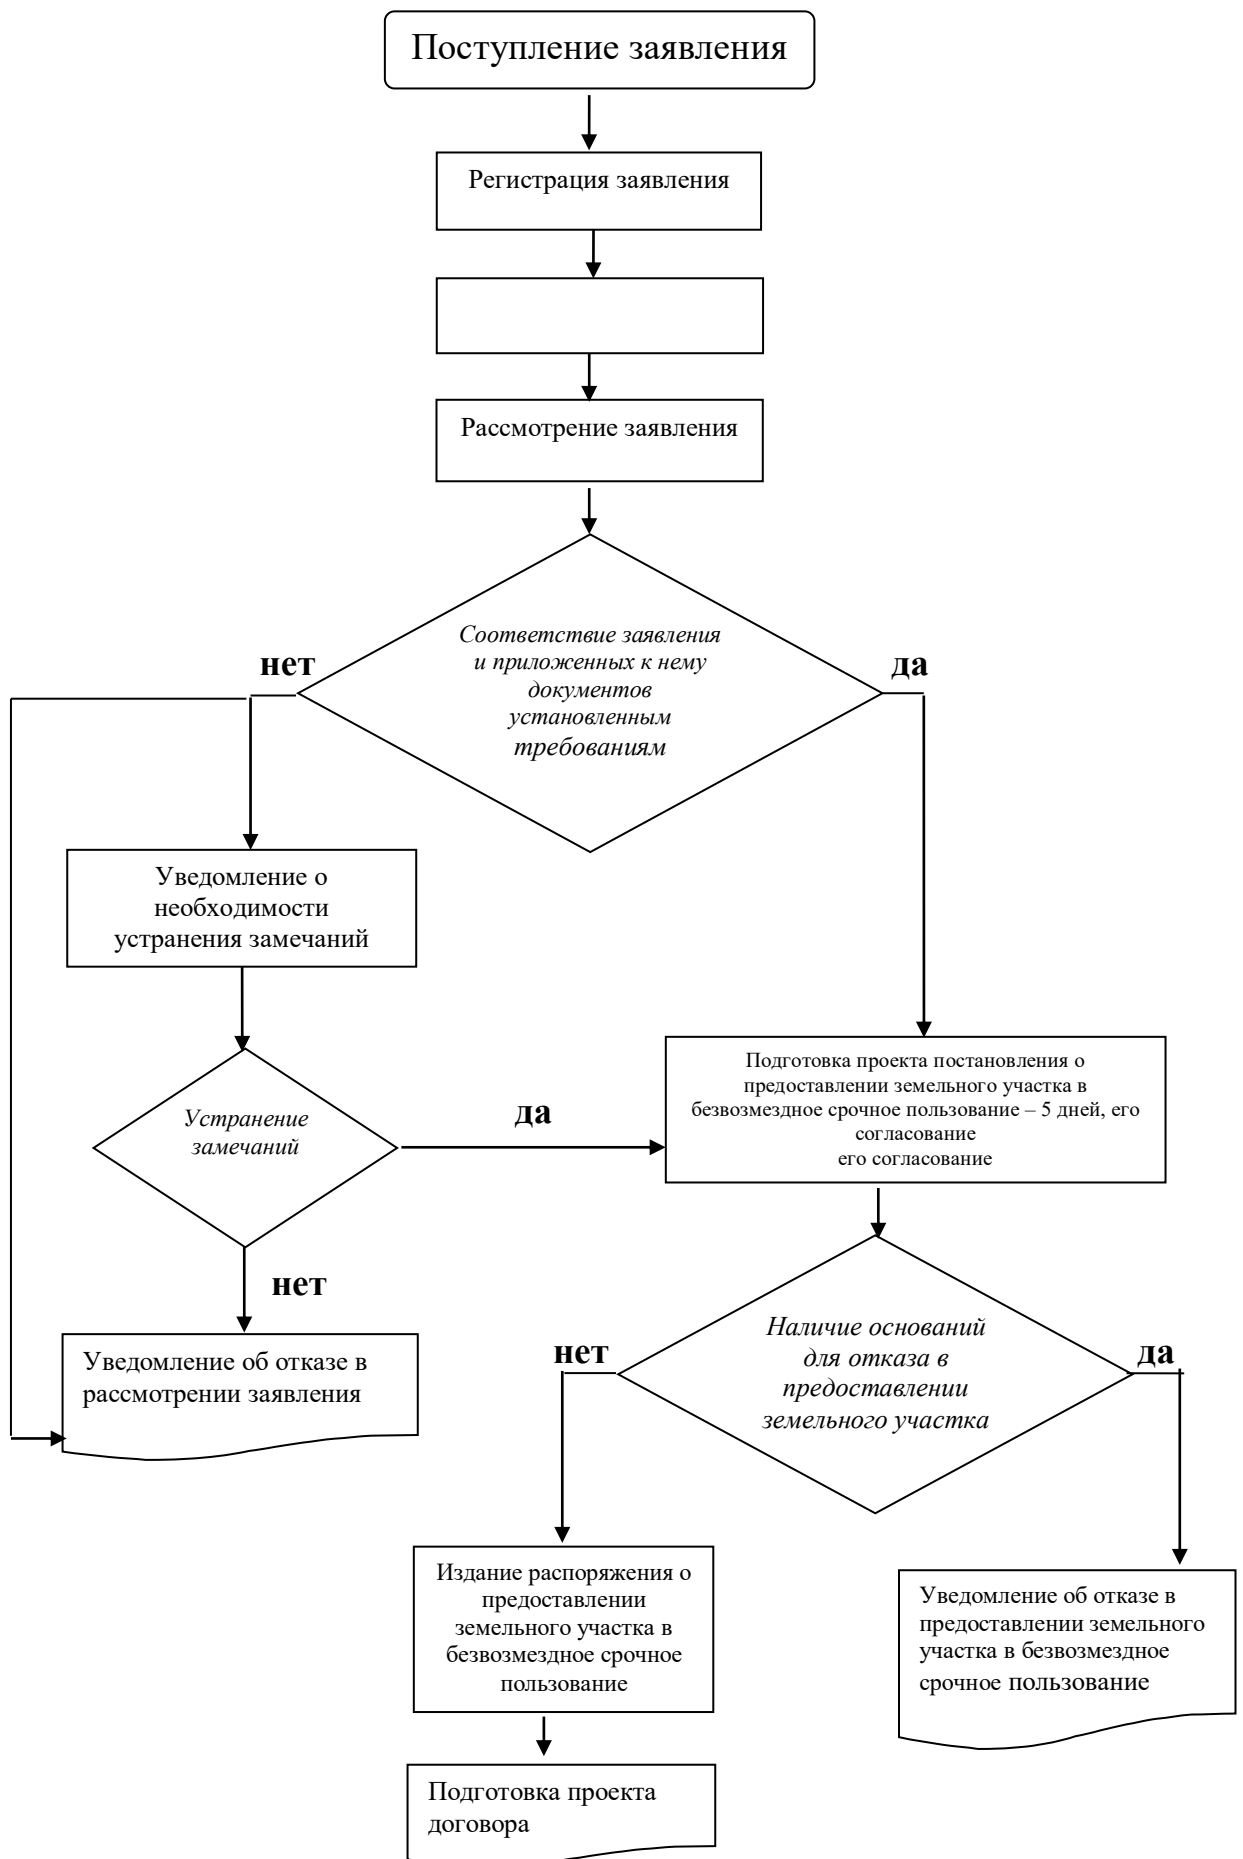 Поступление заявления
Регистрация заявления
Рассмотрение заявления
Соответствие заявления
и приложенных к нему
документов
установленным
требованиям
нет
да
Уведомление о
необходимости
устранения замечаний
Подготовка проекта постановления о
предоставлении земельного участка в
безвозмездное срочное пользование – 5 дней, его
согласование
его согласование
Устранение
замечаний
да
нет
Наличие оснований
для отказа в
предоставлении
земельного участка
нет
да
Уведомление об отказе в
рассмотрении заявления
Издание распоряжения о
предоставлении
земельного участка в
безвозмездное срочное
пользование
Уведомление об отказе в
предоставлении земельного
участка в безвозмездное
срочное пользование
Подготовка проекта
договора